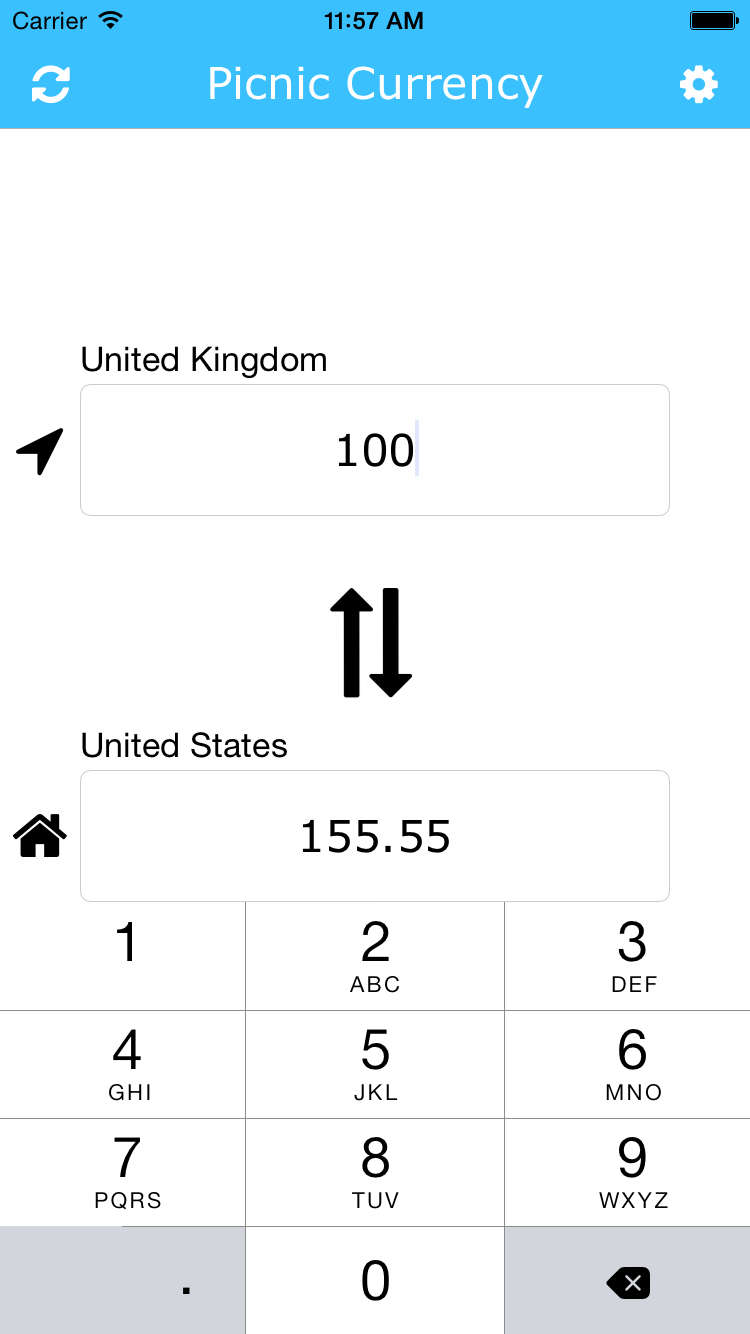 Carrier 11:57 AM
Picnic Currency
United Kingdom
100
United States
155.55
1 2 3
ABC DEF
4 5 6
GHI JKL MNO
7 8 9
PQRS TUV WXYZ
. 0